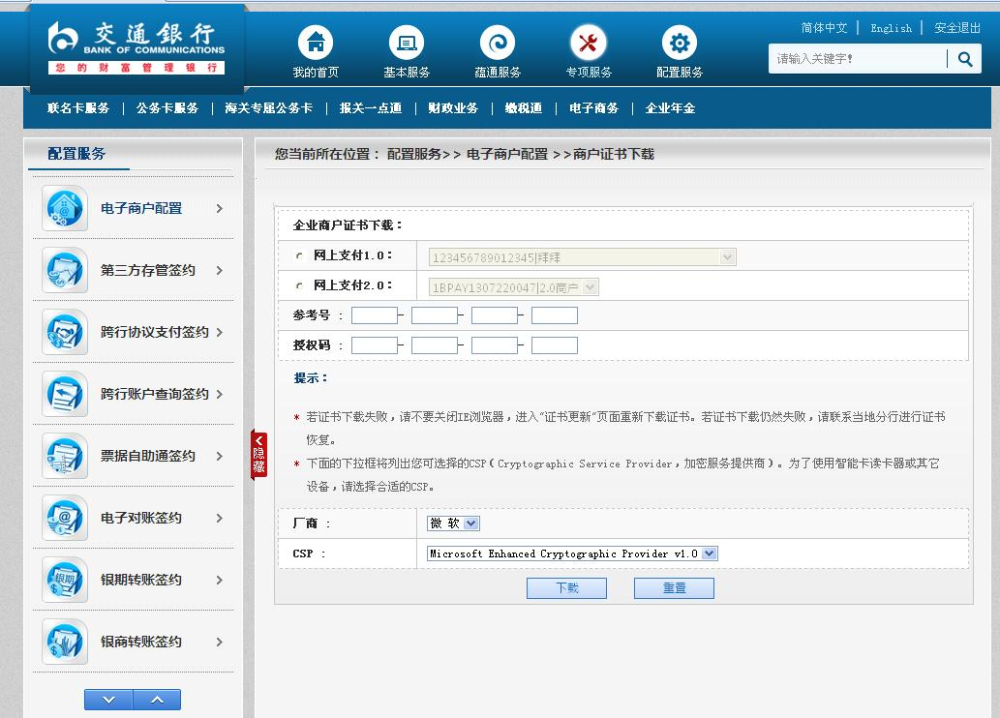 交通銀行
BANK OF COMMUNICATIONS
您的财富管理银行
我的首页
基本服务
蕴通服务
专项服务
配置服务
简体中文 | English | 安全退出
请输入关键字!
联名卡服务 | 公务卡服务 | 海关专属公务卡 | 报关一点通 | 财政业务 | 缴税通 | 电子商务 | 企业年金
配置服务
电子商户配置
第三方存管签约
跨行协议支付签约
跨行账户查询签约
票据自助通签约
电子对账签约
银期转账签约
银商转账签约
隐藏
您当前所在位置： 配置服务>> 电子商户配置 >>商户证书下载
企业商户证书下载：
网上支付1.0：
123456789012345|拜拜
网上支付2.0：
1BPAY1307220047|2.0商户
参考号 ： - - -
授权码 ： - - -
提示：
* 若证书下载失败，请不要关闭IE浏览器，进入"证书更新"页面重新下载证书。若证书下载仍然失败，请联系当地分行进行证书
恢复。
* 下面的下拉框将列出您可选择的CSP（Cryptographic Service Provider，加密服务提供商）。为了使用智能卡读卡器或其它
设备，请选择合适的CSP。
厂商 ：
微 软
CSP ：
Microsoft Enhanced Cryptographic Provider v1.0
下载
重置